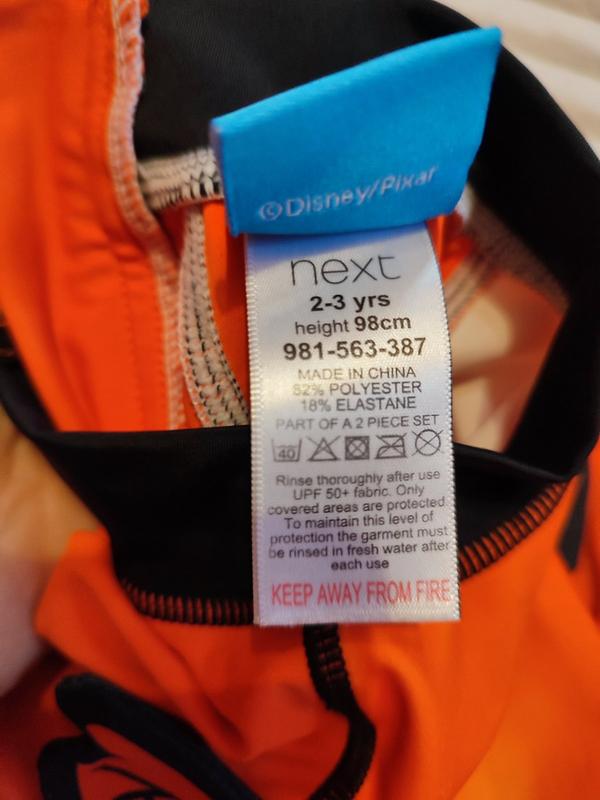 ©Disney/Pixar
next
2-3 yrs
height 98cm
981-563-387
MADE IN CHINA
82% POLYESTER
18% ELASTANE
PART OF A 2 PIECE SET
40
Rinse thoroughly after use
UPF 50+ fabric. Only
covered areas are protected.
To maintain this level of
protection the garment must
be rinsed in fresh water after
each use
KEEP AWAY FROM FIRE